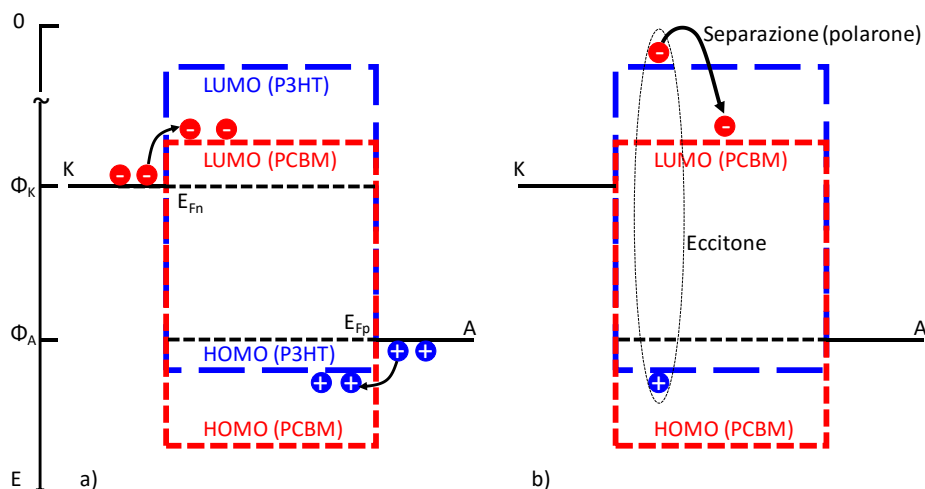 0
LUMO (P3HT)
LUMO (PCBM)
K
ΦK
EFn
EFp
A
ΦA
HOMO (P3HT)
HOMO (PCBM)
E
a)
Separazione (polarone)
LUMO (PCBM)
K
Eccitone
A
HOMO (PCBM)
b)